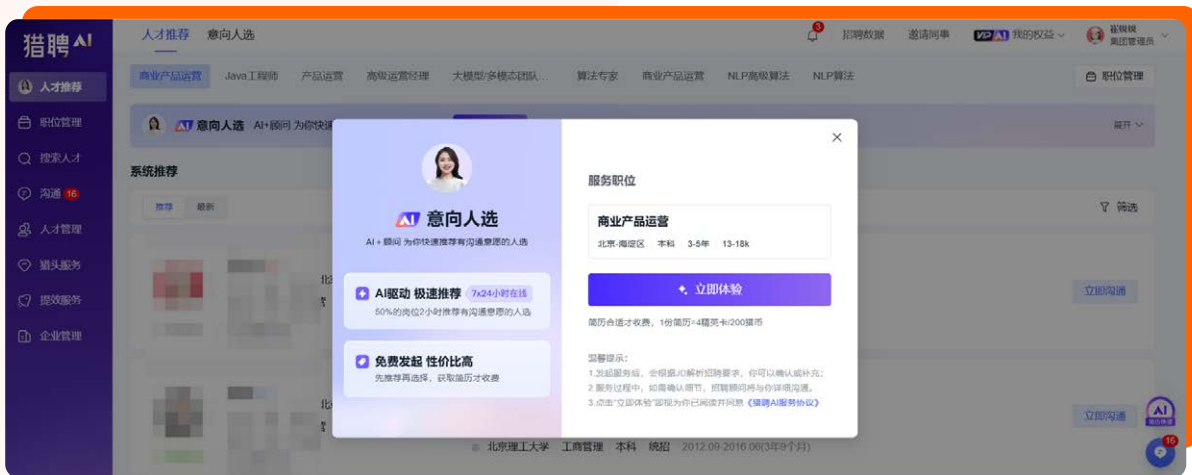 猎聘AI
人才推荐 意向人选
9
招聘数据 邀请同事 VIP AI 我的权益
集团管理员
人才推荐
职位管理
搜索人才
沟通 16
人才管理
猎头服务
提效服务
企业管理
商业产品运营 Java工程师 产品运营 高级运营经理 大模型/多模态团队... 算法专家 商业产品运营 NLP高级算法 NLP算法
职位管理
AI 意向人选 AI+顾问 为你快速
展开
系统推荐
推荐 最新
筛选
立即沟通
立即沟通
AI 意向人选
AI + 顾问 为你快速推荐有沟通意愿的人选
AI驱动 极速推荐 7x24小时在线
50%的岗位2小时推荐有沟通意愿的人选
免费发起 性价比高
先推荐再选择，获取简历才收费
服务职位
商业产品运营
北京-海淀区 本科 3-5年 13-18k
立即体验
简历合适才收费，1份简历=4精英卡/200猎币
温馨提示：
1.发起服务后，会根据JD解析招聘要求，你可以确认或补充；
2.服务过程中，如需确认细节，招聘顾问将与你详细沟通。
3.点击“立即体验”即视为你已阅读并同意《猎聘AI服务协议》
北京理工大学 工商管理 本科 统招 2012.09-2016.06(3年9个月)
AI
16